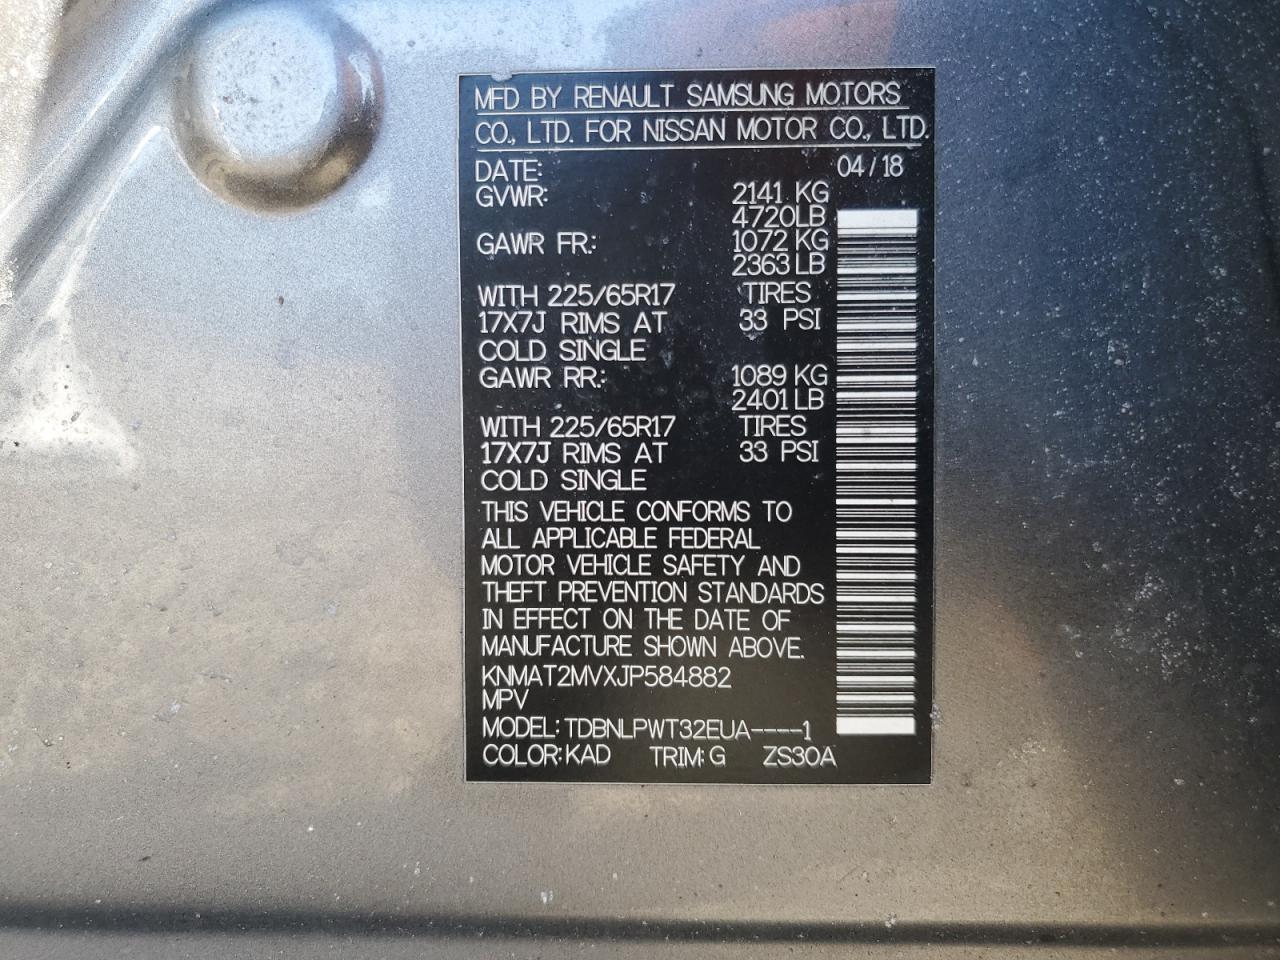 MFD BY RENAULT SAMSUNG MOTORS
CO., LTD. FOR NISSAN MOTOR CO., LTD.
DATE: 04/18
GVWR: 2141 KG
4720LB
GAWR FR.: 1072 KG
2363 LB
WITH 225/65R17 TIRES
17X7J RIMS AT 33 PSI
COLD SINGLE
GAWR RR.: 1089 KG
2401 LB
WITH 225/65R17 TIRES
17X7J RIMS AT 33 PSI
COLD SINGLE
THIS VEHICLE CONFORMS TO
ALL APPLICABLE FEDERAL
MOTOR VEHICLE SAFETY AND
THEFT PREVENTION STANDARDS
IN EFFECT ON THE DATE OF
MANUFACTURE SHOWN ABOVE.
KNMAT2MVXJP584882
MPV
MODEL: TDBNLPWT32EUA----1
COLOR: KAD TRIM: G ZS30A